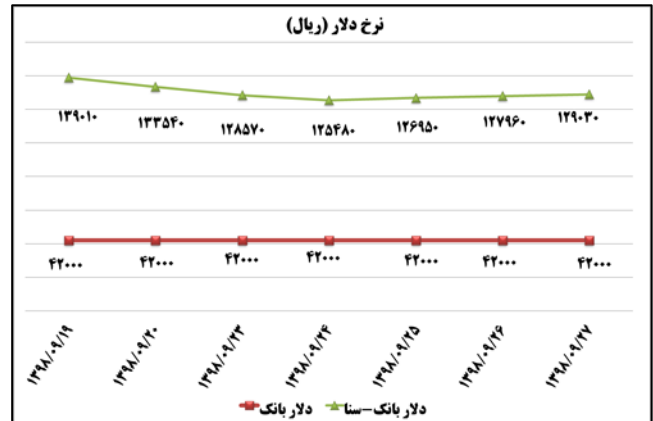 نرخ دلار (ریال)
۱۳۹۰۱۰ ۱۳۳۵۴۰ ۱۲۸۵۷۰ ۱۲۵۴۸۰ ۱۲۶۹۵۰ ۱۲۷۹۶۰ ۱۲۹۰۳۰
۴۲۰۰۰ ۴۲۰۰۰ ۴۲۰۰۰ ۴۲۰۰۰ ۴۲۰۰۰ ۴۲۰۰۰ ۴۲۰۰۰
۱۳۹۸/۰۹/۱۹ ۱۳۹۸/۰۹/۲۰ ۱۳۹۸/۰۹/۲۳ ۱۳۹۸/۰۹/۲۴ ۱۳۹۸/۰۹/۲۵ ۱۳۹۸/۰۹/۲۶ ۱۳۹۸/۰۹/۲۷
دلار بانک-سنا دلار بانک